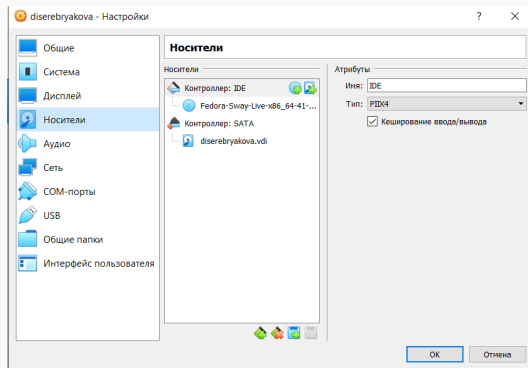 diserebryakova - Настройки
Общие
Система
Дисплей
Носители
Аудио
Сеть
COM-порты
USB
Общие папки
Интерфейс пользователя
Носители
Носители
Контроллер: IDE
Fedora-Sway-Live-x86_64-41-...
Контроллер: SATA
diserebryakova.vdi
Атрибуты
Имя: IDE
Тип: PIIX4
Кеширование ввода/вывода
OK
Отмена